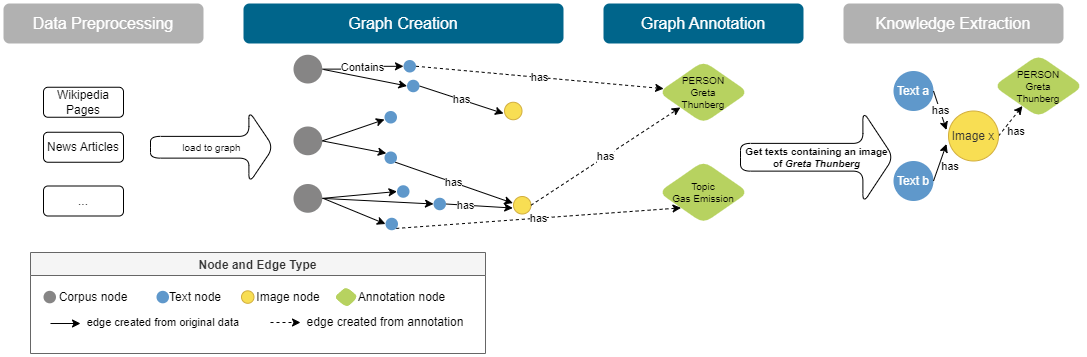 Data Preprocessing
Graph Creation
Graph Annotation
Knowledge Extraction
Wikipedia
Pages
News Articles
...
load to graph
Contains
has
has
has
has
has
has
PERSON
Greta
Thunberg
Topic
Gas Emission
Get texts containing an image
of Greta Thunberg
Text a
has
Image x
has
Text b
has
PERSON
Greta
Thunberg
Node and Edge Type
Corpus node
Text node
Image node
Annotation node
edge created from original data
edge created from annotation